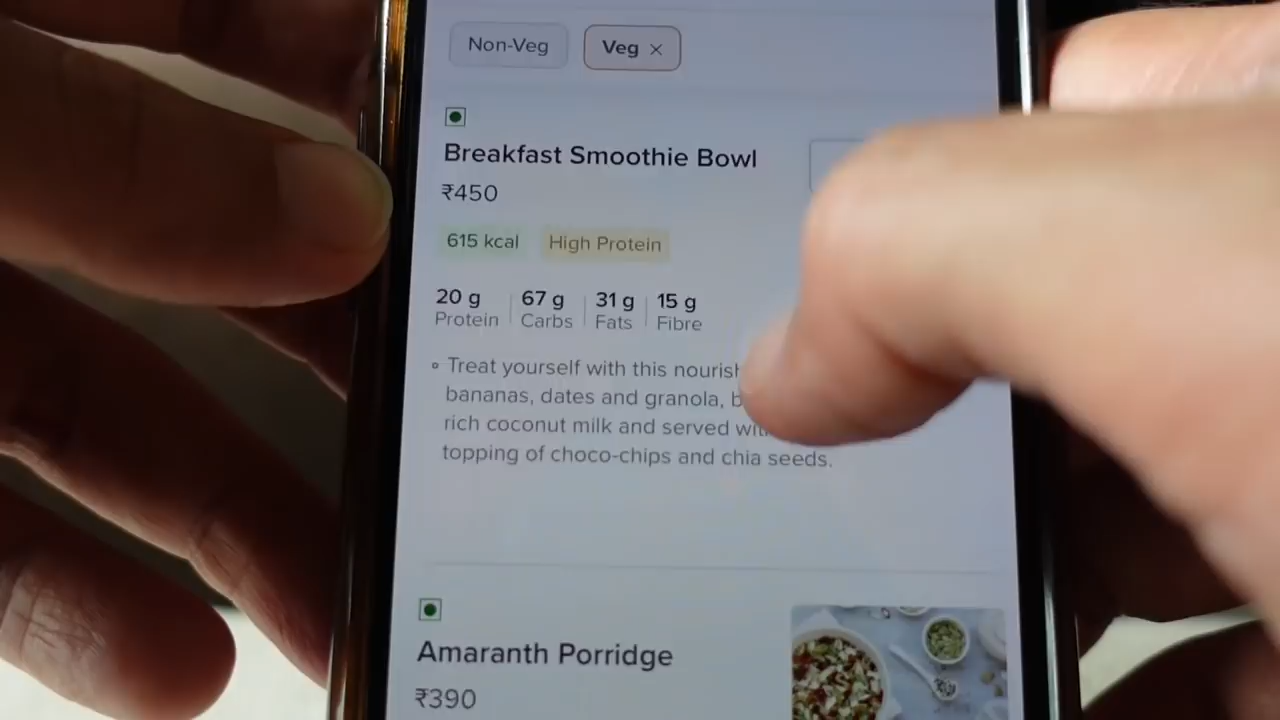 Non-Veg
Veg ×
Breakfast Smoothie Bowl
₹450
615 kcal High Protein
20 g 67 g 31 g 15 g
Protein Carbs Fats Fibre
Treat yourself with this
bananas, dates and granola,
rich coconut milk and served
topping of choco-chips and chia seeds.
Amaranth Porridge
₹390